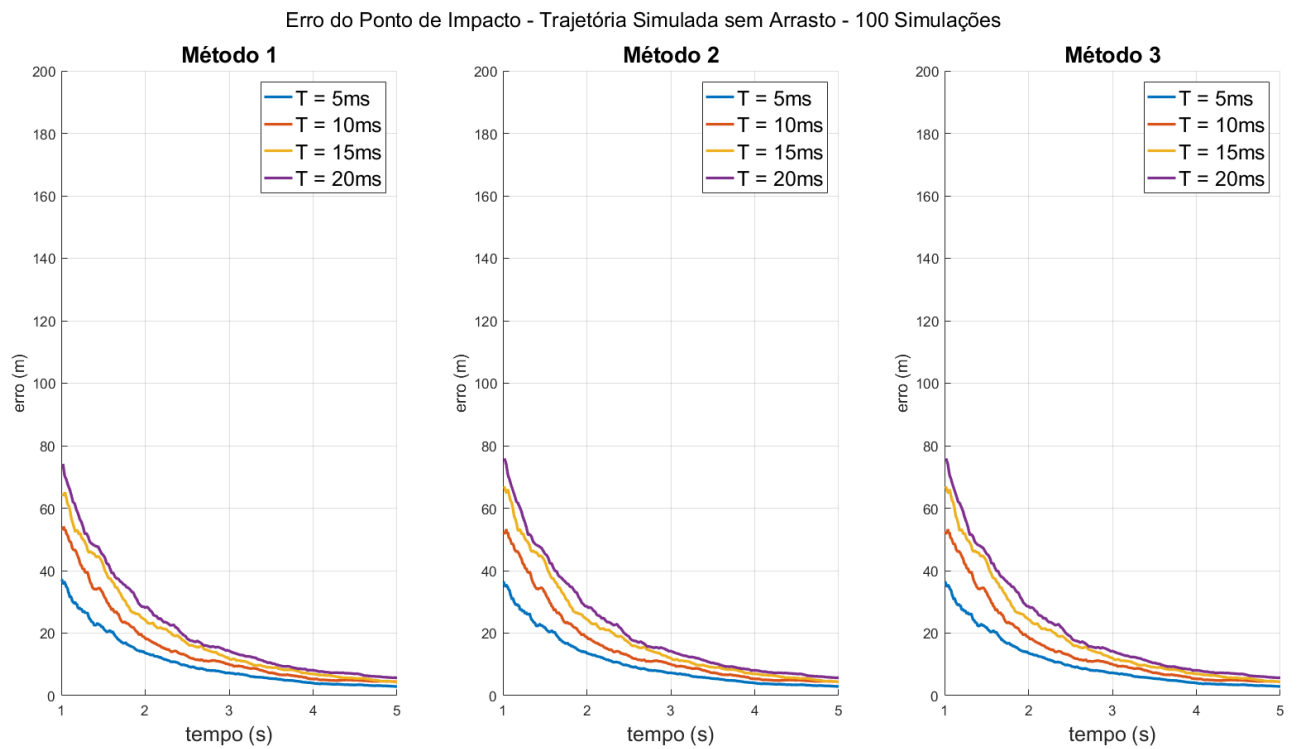 Erro do Ponto de Impacto - Trajetória Simulada sem Arrasto - 100 Simulações
Método 1
200
180
160
140
120
100
80
60
40
20
0
erro (m)
1
2
3
4
5
tempo (s)
T = 5ms
T = 10ms
T = 15ms
T = 20ms
Método 2
200
180
160
140
120
100
80
60
40
20
0
erro (m)
1
2
3
4
5
tempo (s)
T = 5ms
T = 10ms
T = 15ms
T = 20ms
Método 3
200
180
160
140
120
100
80
60
40
20
0
erro (m)
1
2
3
4
5
tempo (s)
T = 5ms
T = 10ms
T = 15ms
T = 20ms